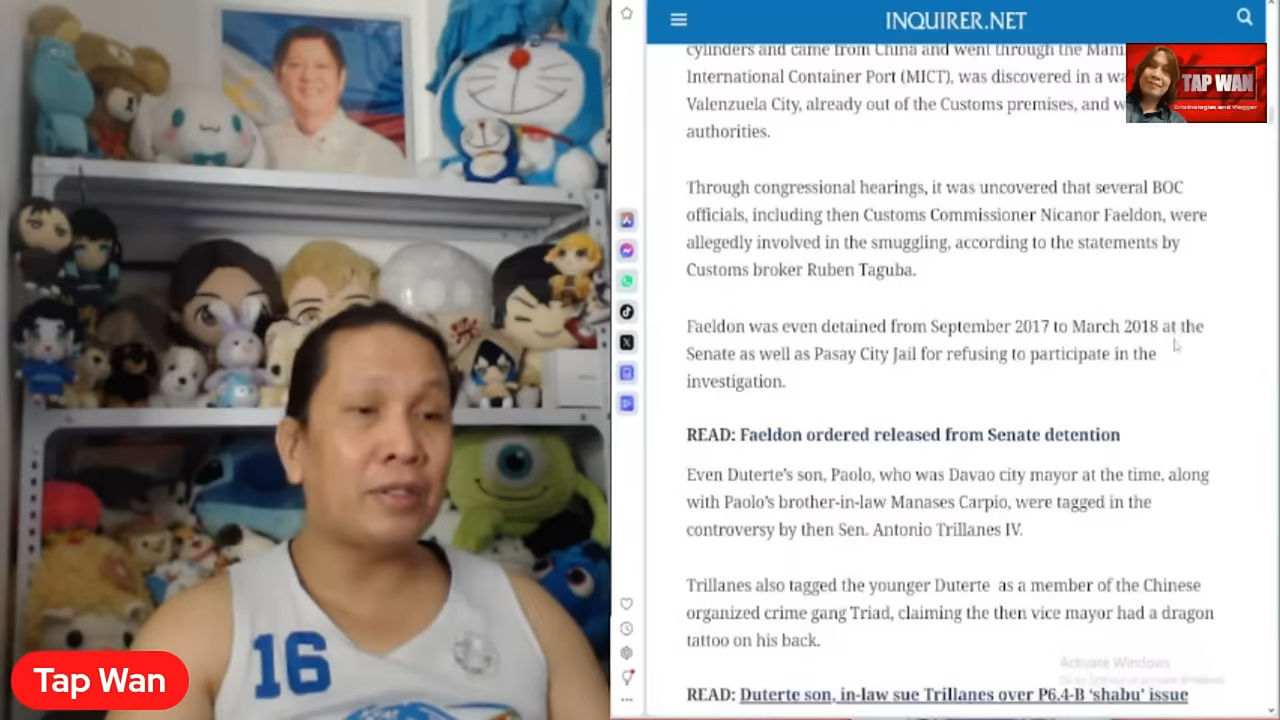 INQUIRER.NET
cylinders and came from China and went through the
International Container Port (MICT), was discovered in a
Valenzuela City, already out of the Customs premises, and
authorities.
TAP WAN
Through congressional hearings, it was uncovered that several BOC
officials, including then Customs Commissioner Nicanor Faeldon, were
allegedly involved in the smuggling, according to the statements by
Customs broker Ruben Taguba.
Faeldon was even detained from September 2017 to March 2018 at the
Senate as well as Pasay City Jail for refusing to participate in the
investigation.
READ: Faeldon ordered released from Senate detention
Even Duterte's son, Paolo, who was Davao city mayor at the time, along
with Paolo's brother-in-law Manases Carpio, were tagged in the
controversy by then Sen. Antonio Trillanes IV.
Trillanes also tagged the younger Duterte as a member of the Chinese
organized crime gang Triad, claiming the then vice mayor had a dragon
tattoo on his back.
Activate Windows
READ: Duterte son, in-law sue Trillanes over P6.4-B 'shabu' issue
16
Tap Wan